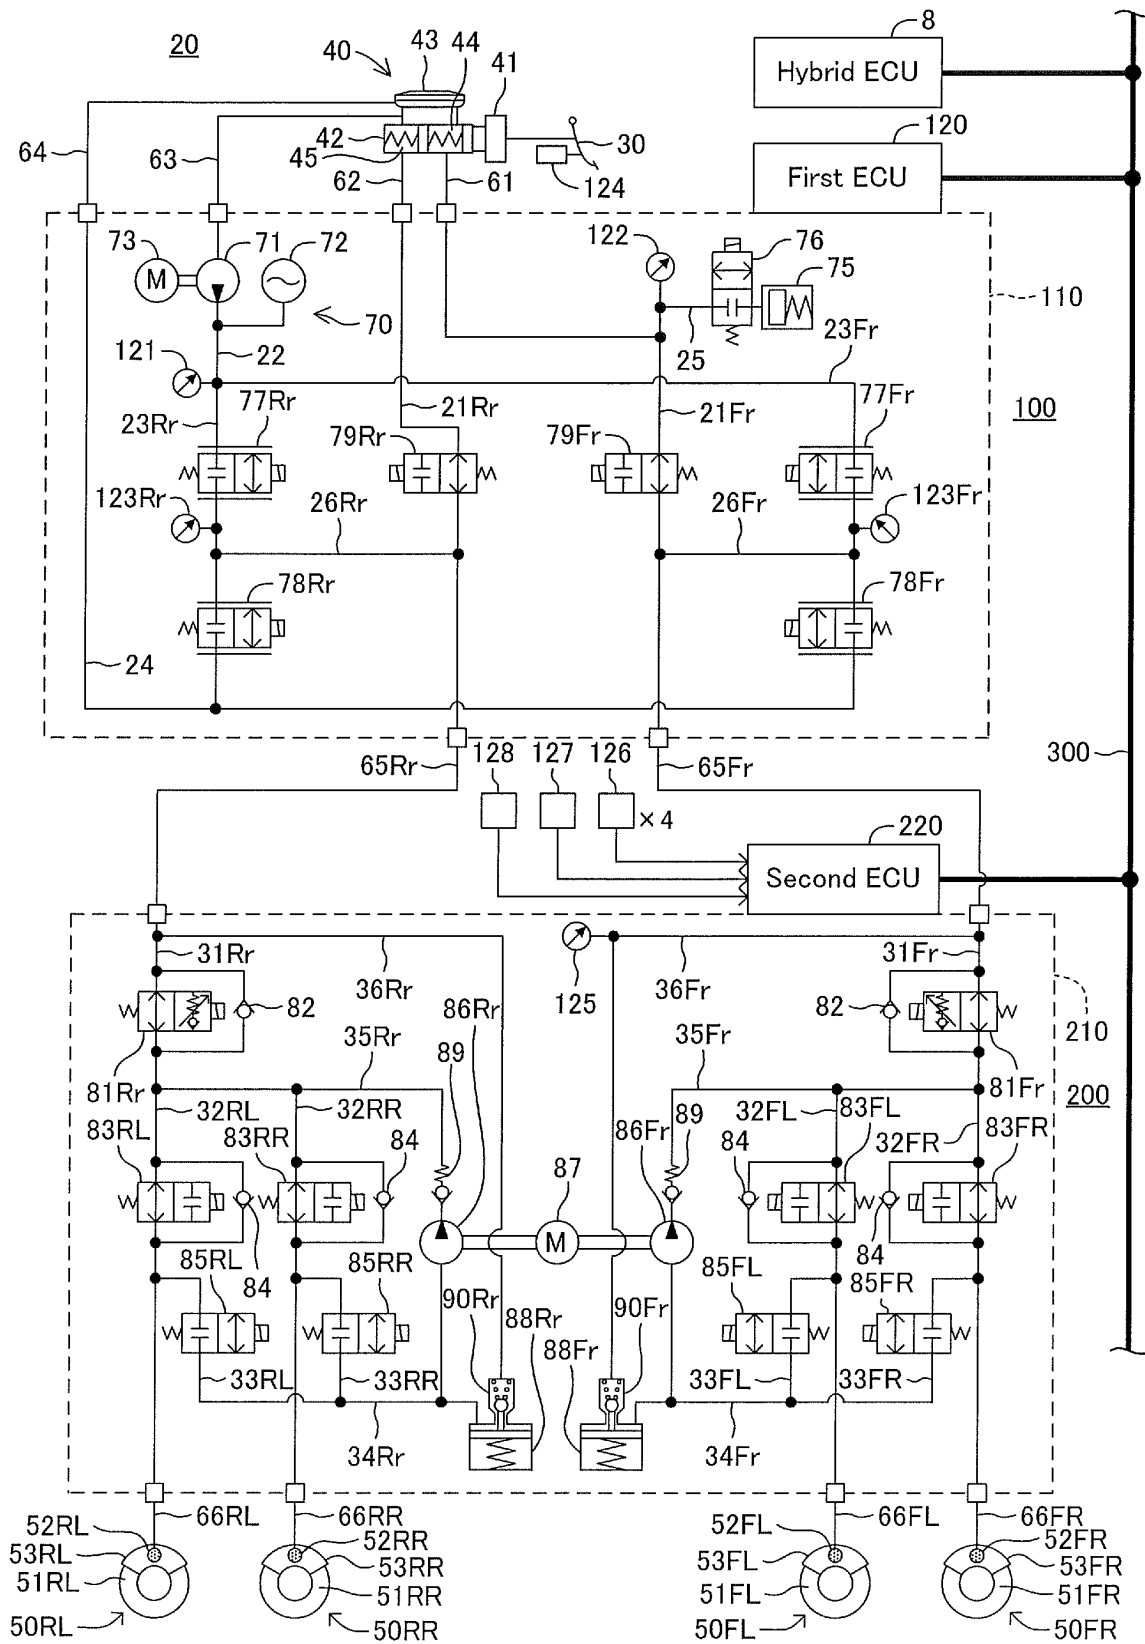 20
40
43
44
41
8
Hybrid ECU
120
First ECU
42
45
30
124
64
63
62
61
73
71
72
M
122
76
75
70
110
121
22
25
23Fr
77Rr
23Rr
21Rr
21Fr
77Fr
100
79Rr
79Fr
123Rr
26Rr
26Fr
123Fr
78Rr
78Fr
24
65Rr
128
127
126
65Fr
300
×4
220
Second ECU
31Rr
36Rr
125
36Fr
31Fr
82
86Rr
82
210
35Rr
89
35Fr
81Rr
81Fr
200
32RL
32RR
89
32FL
83FL
32FR
83FR
83RL
83RR
84
86Fr
84
87
M
85RL
84
85RR
85FL
84
85FR
90Rr
88Rr
90Fr
88Fr
33RL
33RR
33FL
33FR
34Rr
34Fr
66RL
66RR
66FL
66FR
52RL
52RR
52FL
52FR
53RL
53RR
53FL
53FR
51RL
51RR
51FL
51FR
50RL
50RR
50FL
50FR